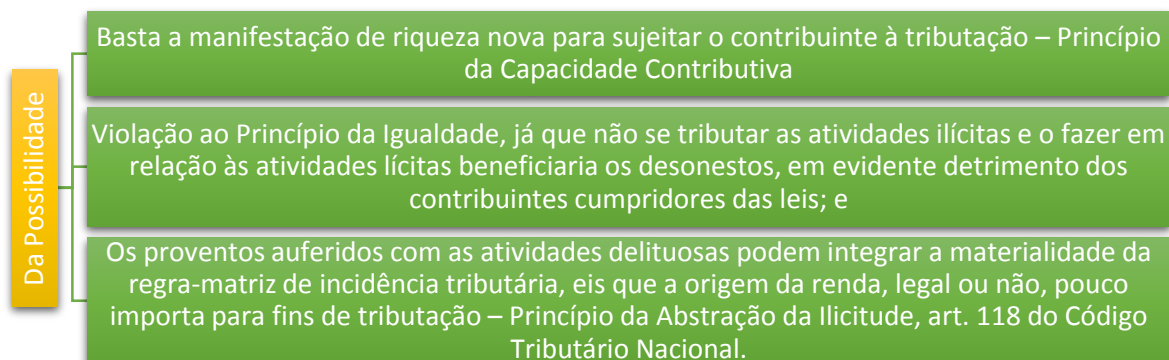 Da Possibilidade
Basta a manifestação de riqueza nova para sujeitar o contribuinte à tributação – Princípio
da Capacidade Contributiva
Violação ao Princípio da Igualdade, já que não se tributar as atividades ilícitas e o fazer em
relação às atividades lícitas beneficiaria os desonestos, em evidente detrimento dos
contribuintes cumpridores das leis; e
Os proventos auferidos com as atividades delituosas podem integrar a materialidade da
regra-matriz de incidência tributária, eis que a origem da renda, legal ou não, pouco
importa para fins de tributação – Princípio da Abstração da Ilicitude, art. 118 do Código
Tributário Nacional.